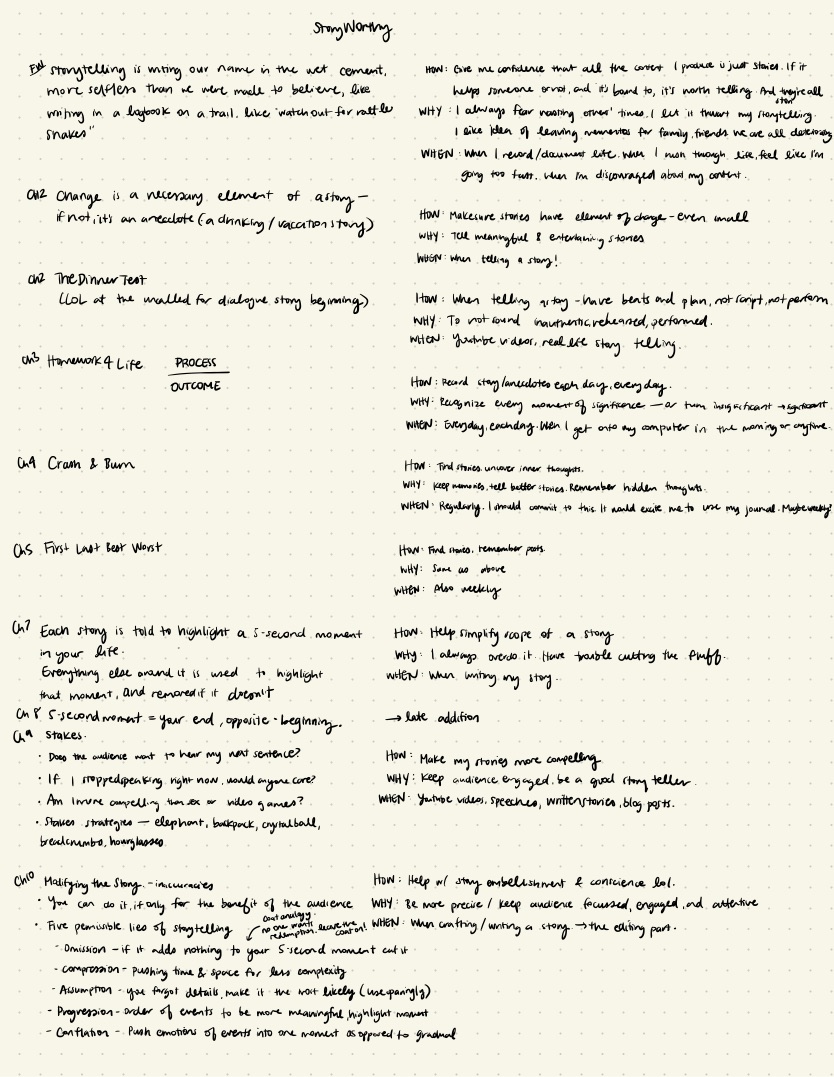 StoryWorthy
FW storytelling is writing our name in the wet cement,
more selfless than we were made to believe, like
writing in a logbook on a trail, like "watch out for rattle
snakes"
HOW: Give me confidence that all the content I produce is just stories. If it
helps someone or not, and it's bound to, it's worth telling. And they're all
stories
WHY: I always fear wasting others' times. I let it thwart my storytelling.
I like idea of leaving mementos for family, friends we are all
WHEN: When I record/document life. When I rush through life, feel like I'm
going too fast. When I'm discouraged about my content.
Ch2 Change is a necessary element of a story —
if not, it's an anecdote (a drinking/vacation story)
HOW: Make sure stories have element of change - even small
WHY: Tell meaningful & entertaining stories
WHEN: When telling a story!
Ch2 The Dinner Test
(LOL at the uncalled for dialogue story beginning)
HOW: When telling a story - have beats and plan, not script, not perform
WHY: To not sound inauthentic, rehearsed, performed.
WHEN: Youtube videos, real life story telling.
Ch3 Homework 4 Life PROCESS
OUTCOME
HOW: Record story/anecdotes each day, everyday.
WHY: Recognize every moment of significance — or turn insignificant → significant.
WHEN: Everyday, each day. When I get onto my computer in the morning or anytime.
Ch4 Crash & Burn
HOW: Find stories, uncover inner thoughts.
WHY: Keep memories, tell better stories. Remember hidden thoughts.
WHEN: Regularly. I should commit to this. It would excite me to use my journal. Maybe weekly?
Ch5 First Last Best Worst
HOW: Find stories, remember pasts.
WHY: Same as above
WHEN: Also weekly
Ch7 Each story is told to highlight a 5-second moment
in your life.
Everything else around it is used to highlight
that moment, and removed if it doesn't
HOW: Help simplify scope of a story
Why: I always overdo it. Have trouble cutting the fluff.
WHEN: When writing my story.
Ch 8 5-second moment = your end, opposite - beginning. → late addition
Ch9 Stakes.
• Does the audience want to hear my next sentence?
• If I stopped speaking right now, would anyone care?
• Am I more compelling than sex or video games?
• Stakes strategies — elephant, backpack, crystal ball,
breadcrumbs, hourglasses
HOW: Make my stories more compelling
WHY: Keep audience engaged, be a good story teller.
WHEN: Youtube videos, speeches, written stories, blog posts.
Ch10 Modifying the Story. - inaccuracies
• You can do it, if only for the benefit of the audience
• Five permissible lies of storytelling
coat analogy.
no one wants
redemption. leave the
coat on!
- Omission - if it adds nothing to your 5-second moment cut it
- Compression - pushing time & space for less complexity
- Assumption - you forgot details, make it the most likely (use sparingly)
- Progression - order of events to be more meaningful, highlight moment
- Conflation - Push emotions of events into one moment as opposed to gradual
HOW: Help w/ story embellishment & conscience lol.
WHY: Be more precise / keep audience focussed, engaged, and attentive
WHEN: When crafting/writing a story → the editing part.